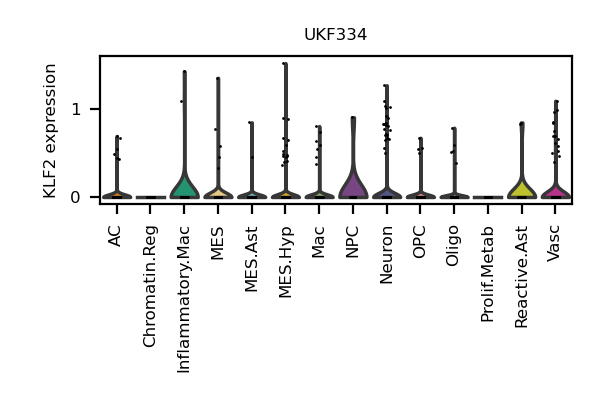 UKF334
KLF2 expression
1
0
AC
Chromatin.Reg
Inflammatory.Mac
MES
MES.Ast
MES.Hyp
Mac
NPC
Neuron
OPC
Oligo
Prolif.Metab
Reactive.Ast
Vasc